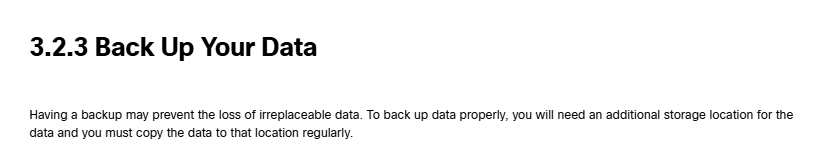 3.2.3 Back Up Your Data
Having a backup may prevent the loss of irreplaceable data. To back up data properly, you will need an additional storage location for the
data and you must copy the data to that location regularly.